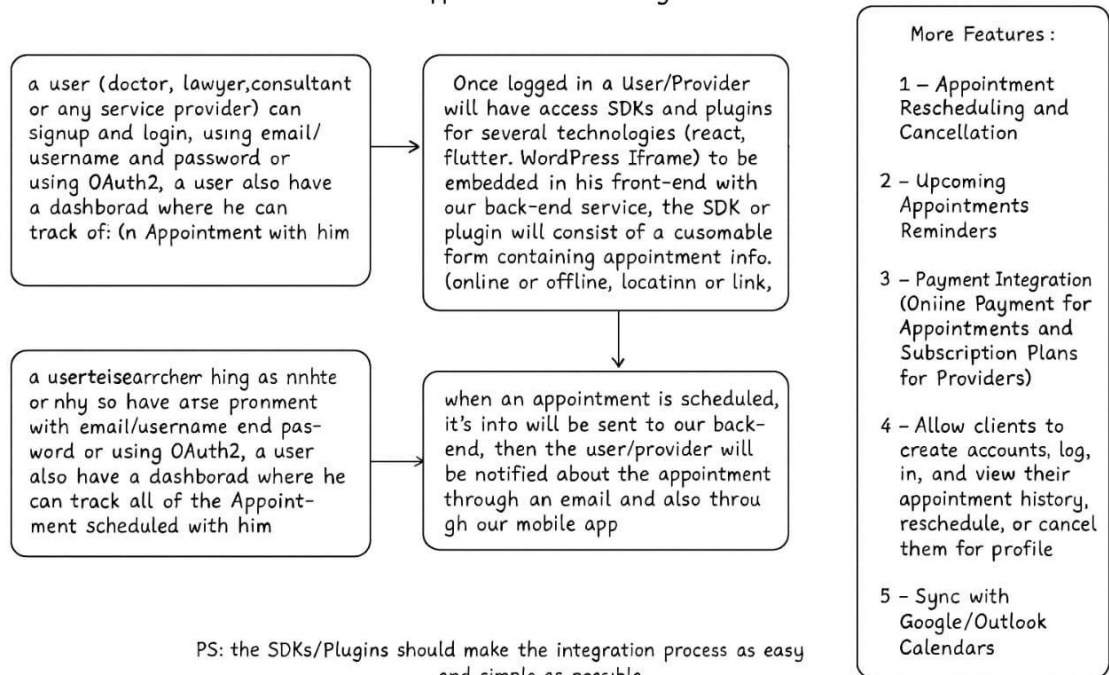 a user (doctor, lawyer,consultant
or any service provider) can
signup and login, using email/
username and password or
using OAuth2, a user also have
a dashborad where he can
track of: (n Appointment with him
Once logged in a User/Provider
will have access SDKs and plugins
for several technologies (react,
flutter. WordPress Iframe) to be
embedded in his front-end with
our back-end service, the SDK or
plugin will consist of a cusomable
form containing appointment info.
(online or offline, locatinn or link,
a userteisearrchem hing as nnhte
or nhy so have arse pronment
with email/username end pas-
word or using OAuth2, a user
also have a dashborad where he
can track all of the Appoint-
ment scheduled with him
when an appointment is scheduled,
it's into will be sent to our back-
end, then the user/provider will
be notified about the appointment
through an email and also throu
gh our mobile app
PS: the SDKs/Plugins should make the integration process as easy
and simple as possible
More Features :
1 – Appointment
Rescheduling and
Cancellation
2 – Upcoming
Appointments
Reminders
3 – Payment Integration
(Oniine Payment for
Appointments and
Subscription Plans
for Providers)
4 – Allow clients to
create accounts, log,
in, and view their
appointment history,
reschedule, or cancel
them for profile
5 – Sync with
Google/Outlook
Calendars